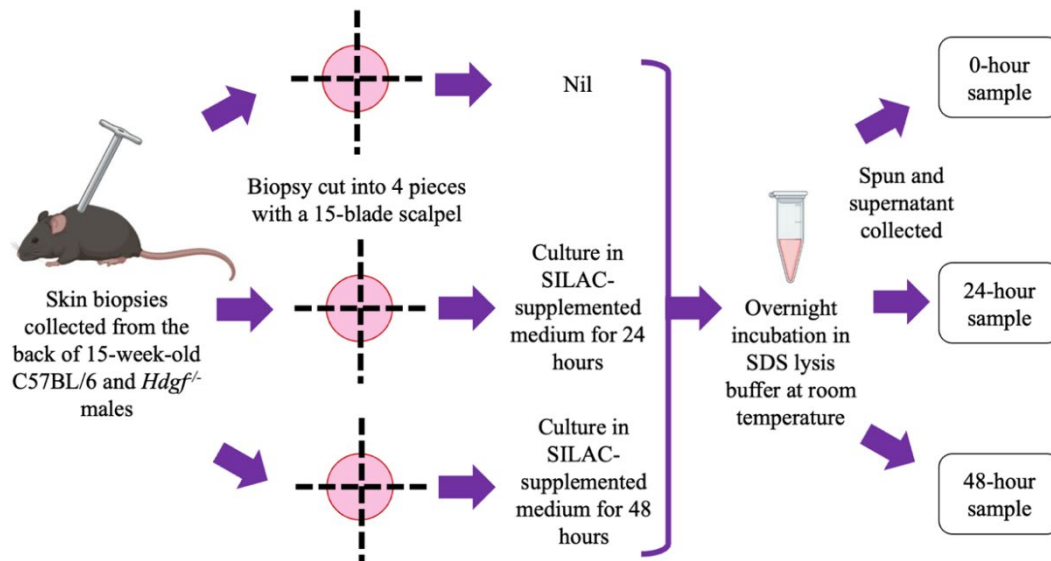 Skin biopsies
collected from the
back of 15-week-old
C57BL/6 and Hdgf-/-
males
Biopsy cut into 4 pieces
with a 15-blade scalpel
Nil
Culture in
SILAC-
supplemented
medium for 24
hours
Culture in
SILAC-
supplemented
medium for 48
hours
Overnight
incubation in
SDS lysis
buffer at room
temperature
Spun and
supernatant
collected
0-hour
sample
24-hour
sample
48-hour
sample